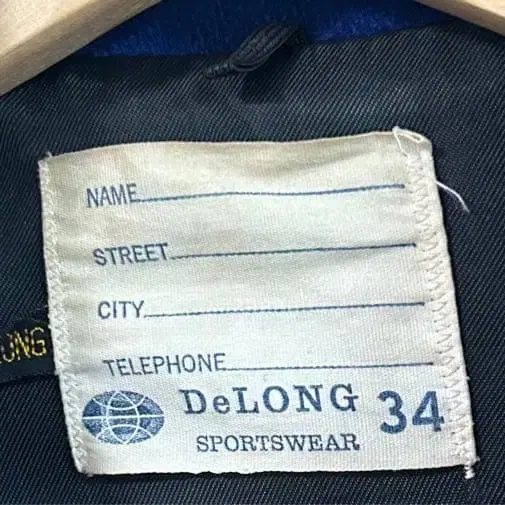 NAME
STREET
CITY
TELEPHONE
DeLONG 34
SPORTSWEAR